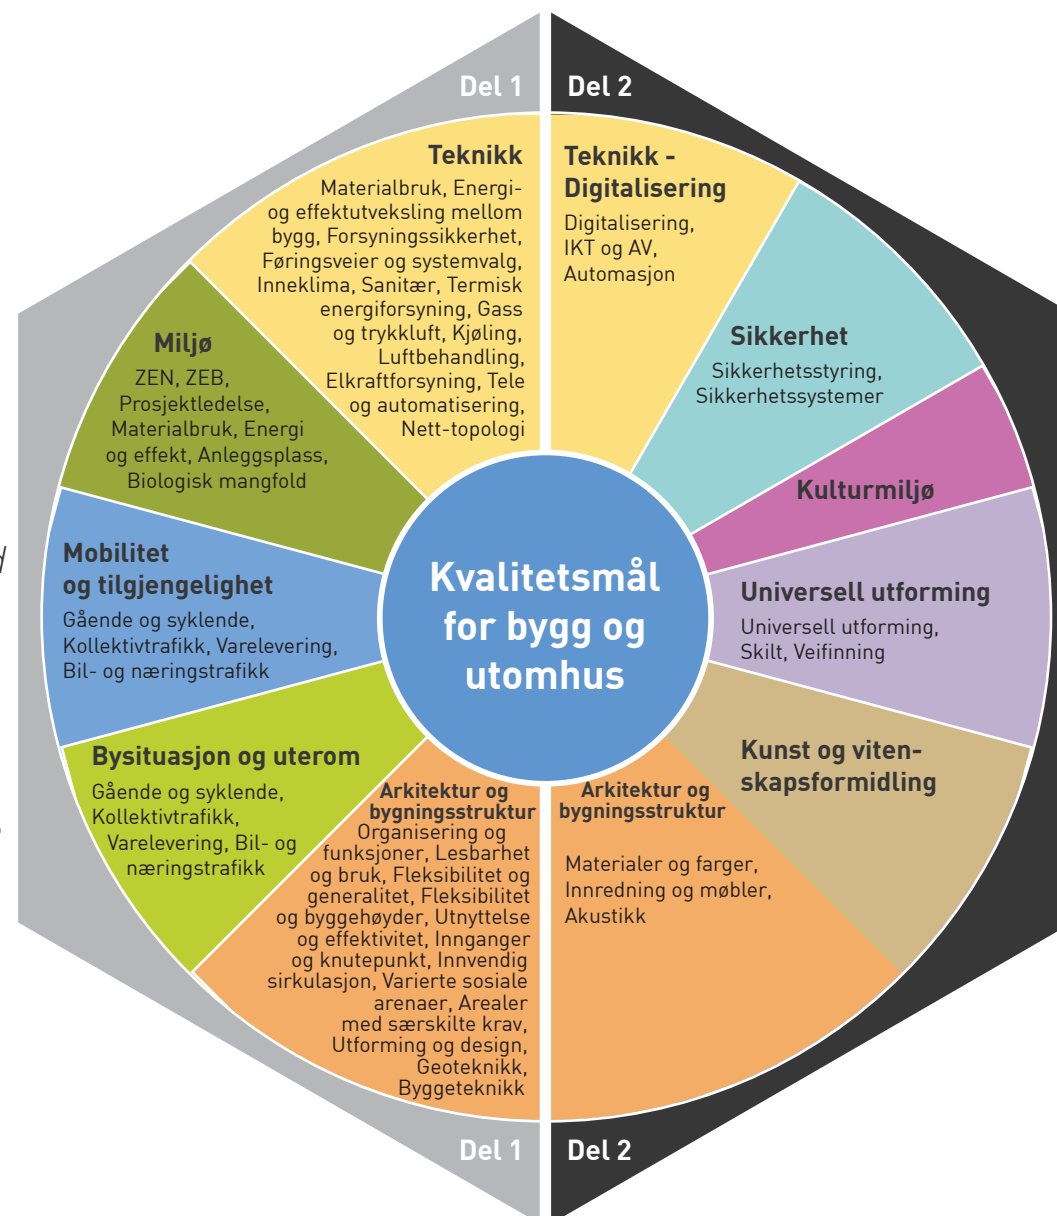 Del 1
Del 2
Teknikk
Materialbruk, Energi-
og effektutveksling mellom
bygg, Forsyningssikkerhet,
Føringsveier og systemvalg,
Inneklima, Sanitær, Termisk
energiforsyning, Gass
og trykkluft, Kjøling,
Luftbehandling,
Elkraftforsyning, Tele
og automatisering,
Nett-topologi
Teknikk -
Digitalisering
Digitalisering,
IKT og AV,
Automasjon
Sikkerhet
Sikkerhetsstyring,
Sikkerhetssystemer
Miljø
ZEN, ZEB,
Prosjektledelse,
Materialbruk, Energi
og effekt, Anleggsplass,
Biologisk mangfold
Kulturmiljø
Mobilitet
og tilgjengelighet
Gående og syklende,
Kollektivtrafikk, Varelevering,
Bil- og næringstrafikk
Kvalitetsmål
for bygg og
utomhus
Universell utforming
Universell utforming,
Skilt, Veifinning
Bysituasjon og uterom
Gående og syklende,
Kollektivtrafikk,
Varelevering, Bil- og
næringstrafikk
Kunst og viten-
skapsformidling
Arkitektur og
bygningsstruktur
Organisering og
funksjoner, Lesbarhet
og bruk, Fleksibilitet og
generalitet, Fleksibilitet
og byggehøyder, Utnyttelse
og effektivitet, Innganger
og knutepunkt, Innvendig
sirkulasjon, Varierte sosiale
arenaer, Arealer
med særskilte krav,
Utforming og design,
Geoteknikk,
Byggeteknikk
Arkitektur og
bygningsstruktur
Materialer og farger,
Innredning og møbler,
Akustikk
Del 1
Del 2